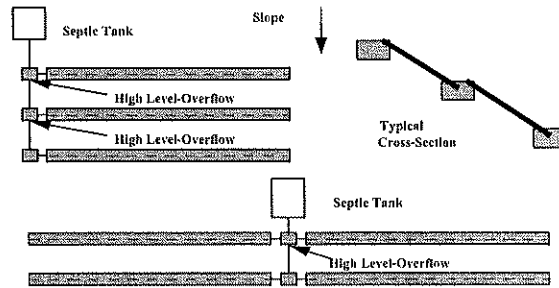 Septic Tank
Slope
High Level-Overflow
High Level-Overflow
Typical
Cross-Section
Septic Tank
High Level-Overflow